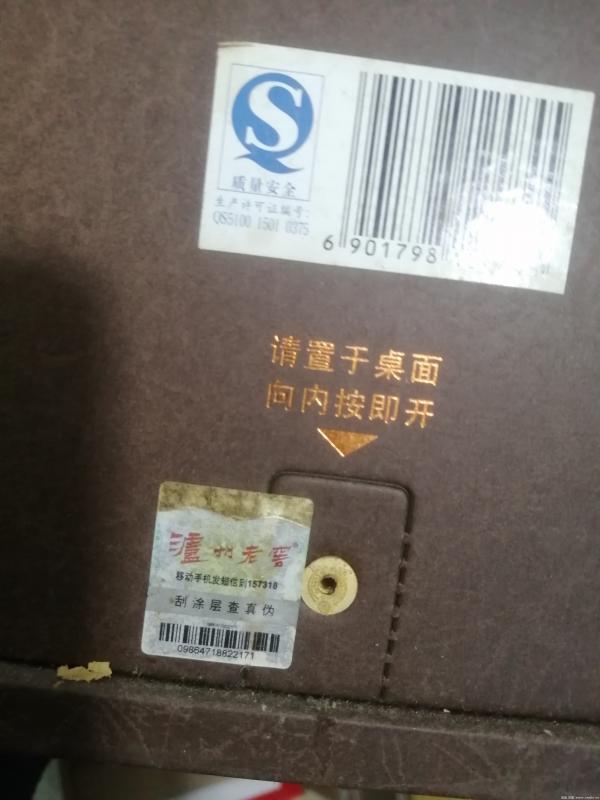 质量安全
生产许可证编号:
QS5100 1501 0375
6 901798
请置于桌面
向内按即开
泸州老窖
移动手机发短信到157318
刮涂层查真伪
09864718822171